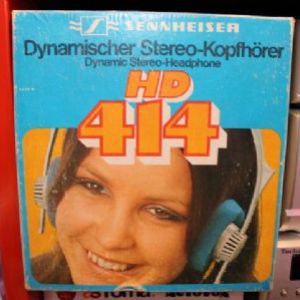 SENNHEISER
Dynamischer Stereo-Kopfhörer
Dynamic Stereo-Headphone
HD
414